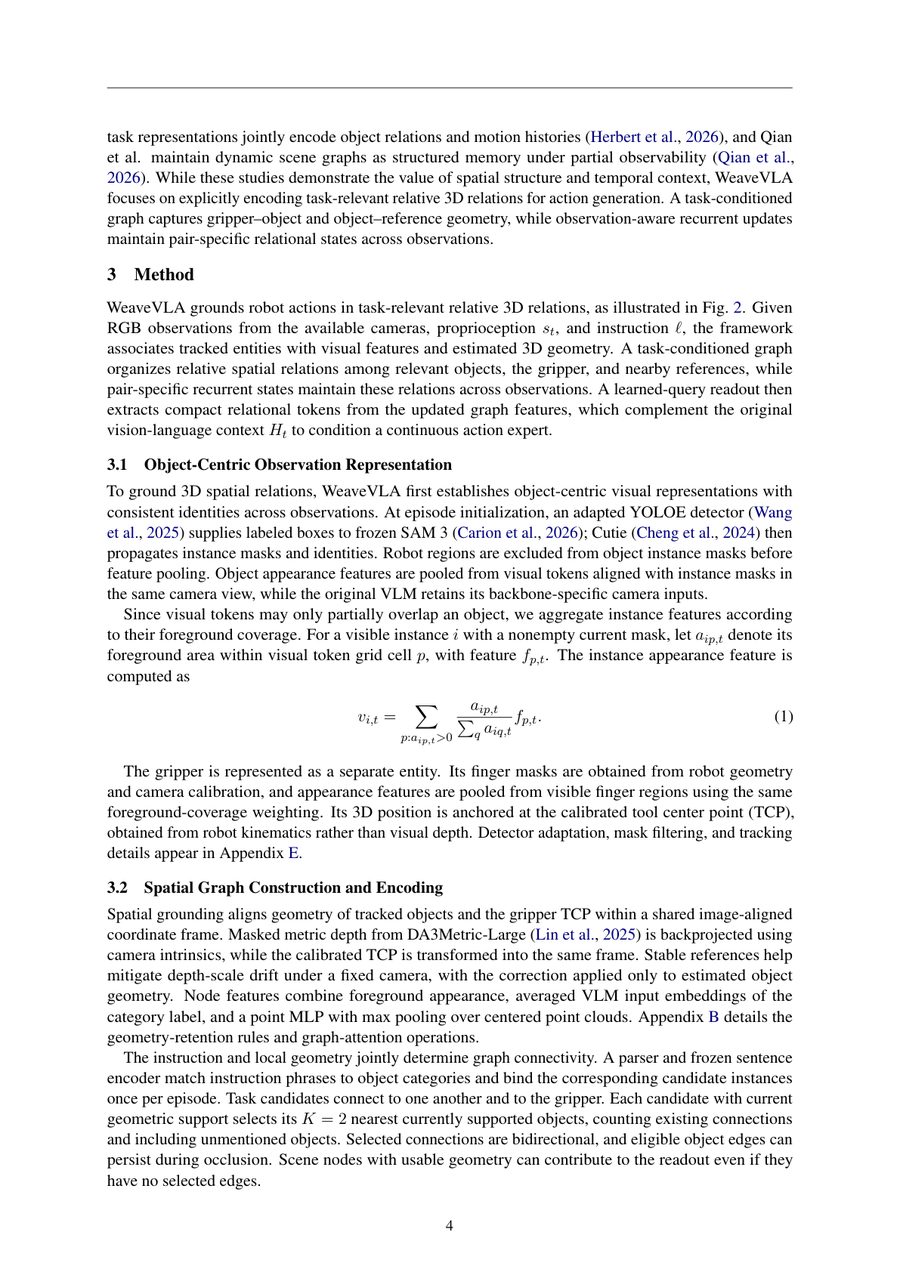 task representations jointly encode object relations and motion histories (Herbert et al., 2026), and Qian
et al. maintain dynamic scene graphs as structured memory under partial observability (Qian et al.,
2026). While these studies demonstrate the value of spatial structure and temporal context, WeaveVLA
focuses on explicitly encoding task-relevant relative 3D relations for action generation. A task-conditioned
graph captures gripper–object and object–reference geometry, while observation-aware recurrent updates
maintain pair-specific relational states across observations.
3 Method
WeaveVLA grounds robot actions in task-relevant relative 3D relations, as illustrated in Fig. 2. Given
RGB observations from the available cameras, proprioception s_t, and instruction ℓ, the framework
associates tracked entities with visual features and estimated 3D geometry. A task-conditioned graph
organizes relative spatial relations among relevant objects, the gripper, and nearby references, while
pair-specific recurrent states maintain these relations across observations. A learned-query readout then
extracts compact relational tokens from the updated graph features, which complement the original
vision-language context H_t to condition a continuous action expert.
3.1 Object-Centric Observation Representation
To ground 3D spatial relations, WeaveVLA first establishes object-centric visual representations with
consistent identities across observations. At episode initialization, an adapted YOLOE detector (Wang
et al., 2025) supplies labeled boxes to frozen SAM 3 (Carion et al., 2026); Cutie (Cheng et al., 2024) then
propagates instance masks and identities. Robot regions are excluded from object instance masks before
feature pooling. Object appearance features are pooled from visual tokens aligned with instance masks in
the same camera view, while the original VLM retains its backbone-specific camera inputs.
Since visual tokens may only partially overlap an object, we aggregate instance features according
to their foreground coverage. For a visible instance i with a nonempty current mask, let a_{ip,t} denote its
foreground area within visual token grid cell p, with feature f_{p,t}. The instance appearance feature is
computed as
v_{i,t} = \sum_{p:a_{ip,t}>0} \frac{a_{ip,t}}{\sum_q a_{iq,t}} f_{p,t}. (1)
The gripper is represented as a separate entity. Its finger masks are obtained from robot geometry
and camera calibration, and appearance features are pooled from visible finger regions using the same
foreground-coverage weighting. Its 3D position is anchored at the calibrated tool center point (TCP),
obtained from robot kinematics rather than visual depth. Detector adaptation, mask filtering, and tracking
details appear in Appendix E.
3.2 Spatial Graph Construction and Encoding
Spatial grounding aligns geometry of tracked objects and the gripper TCP within a shared image-aligned
coordinate frame. Masked metric depth from DA3Metric-Large (Lin et al., 2025) is backprojected using
camera intrinsics, while the calibrated TCP is transformed into the same frame. Stable references help
mitigate depth-scale drift under a fixed camera, with the correction applied only to estimated object
geometry. Node features combine foreground appearance, averaged VLM input embeddings of the
category label, and a point MLP with max pooling over centered point clouds. Appendix B details the
geometry-retention rules and graph-attention operations.
The instruction and local geometry jointly determine graph connectivity. A parser and frozen sentence
encoder match instruction phrases to object categories and bind the corresponding candidate instances
once per episode. Task candidates connect to one another and to the gripper. Each candidate with current
geometric support selects its K = 2 nearest currently supported objects, counting existing connections
and including unmentioned objects. Selected connections are bidirectional, and eligible object edges can
persist during occlusion. Scene nodes with usable geometry can contribute to the readout even if they
have no selected edges.
4